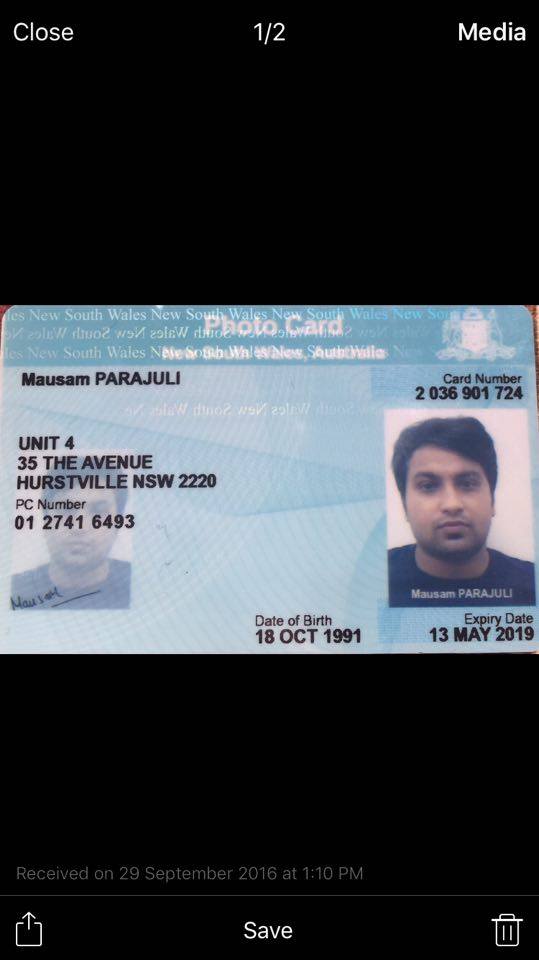 Close 1/2 Media
les New South Wales New South Wales New South Wales New Sou
Photo Card
New South Wales, Australia
Mausam PARAJULI
Card Number
2 036 901 724
UNIT 4
35 THE AVENUE
HURSTVILLE NSW 2220
PC Number
01 2741 6493
Mausam
Mausam PARAJULI
Date of Birth
18 OCT 1991
Expiry Date
13 MAY 2019
Received on 29 September 2016 at 1:10 PM
Save